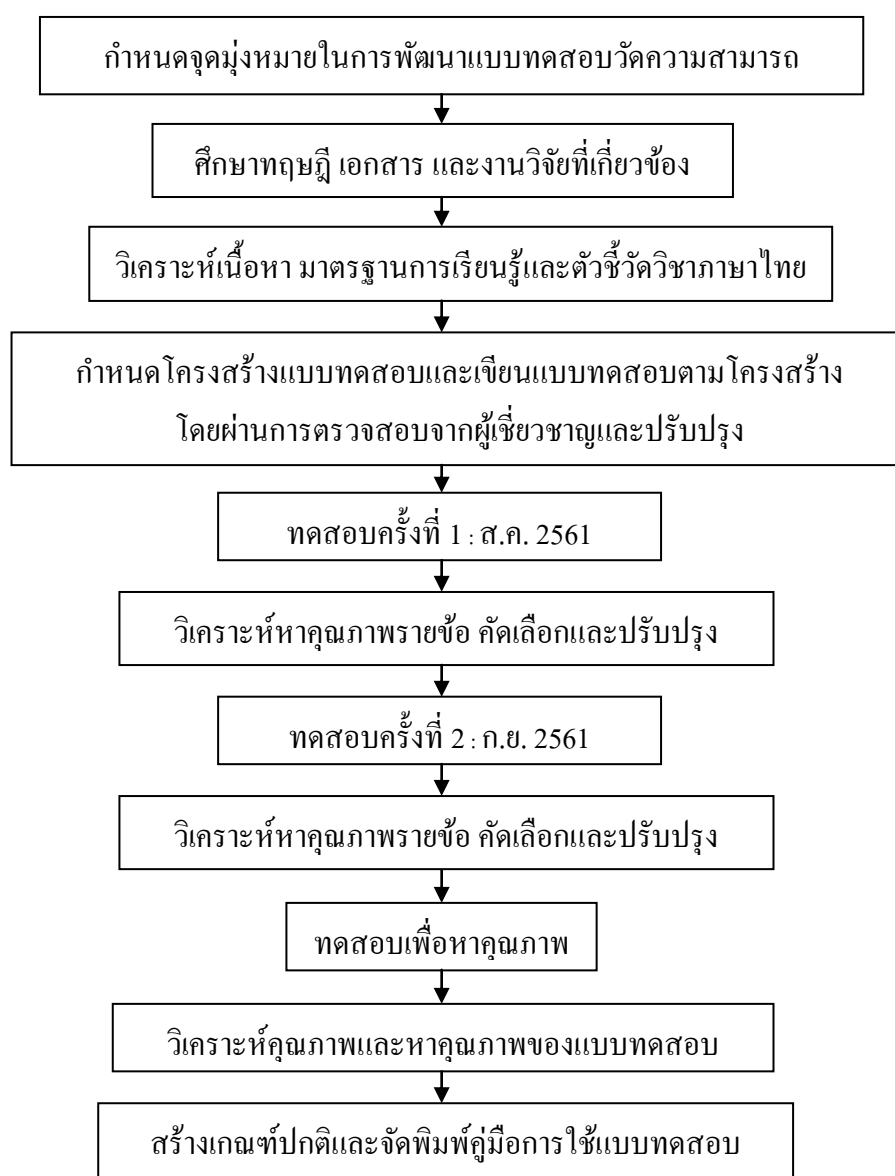 กำหนดจุดมุ่งหมายในการพัฒนาแบบทดสอบวัดความสามารถ
ศึกษาทฤษฎี เอกสาร และงานวิจัยที่เกี่ยวข้อง
วิเคราะห์เนื้อหา มาตรฐานการเรียนรู้และตัวชี้วัดวิชาภาษาไทย
กำหนดโครงสร้างแบบทดสอบและเขียนแบบทดสอบตามโครงสร้าง
โดยผ่านการตรวจสอบจากผู้เชี่ยวชาญและปรับปรุง
ทดสอบครั้งที่ 1 : ส.ค. 2561
วิเคราะห์หาคุณภาพรายข้อ คัดเลือกและปรับปรุง
ทดสอบครั้งที่ 2 : ก.ย. 2561
วิเคราะห์หาคุณภาพรายข้อ คัดเลือกและปรับปรุง
ทดสอบเพื่อหาคุณภาพ
วิเคราะห์คุณภาพและหาคุณภาพของแบบทดสอบ
สร้างเกณฑ์ปกติและจัดพิมพ์คู่มือการใช้แบบทดสอบ